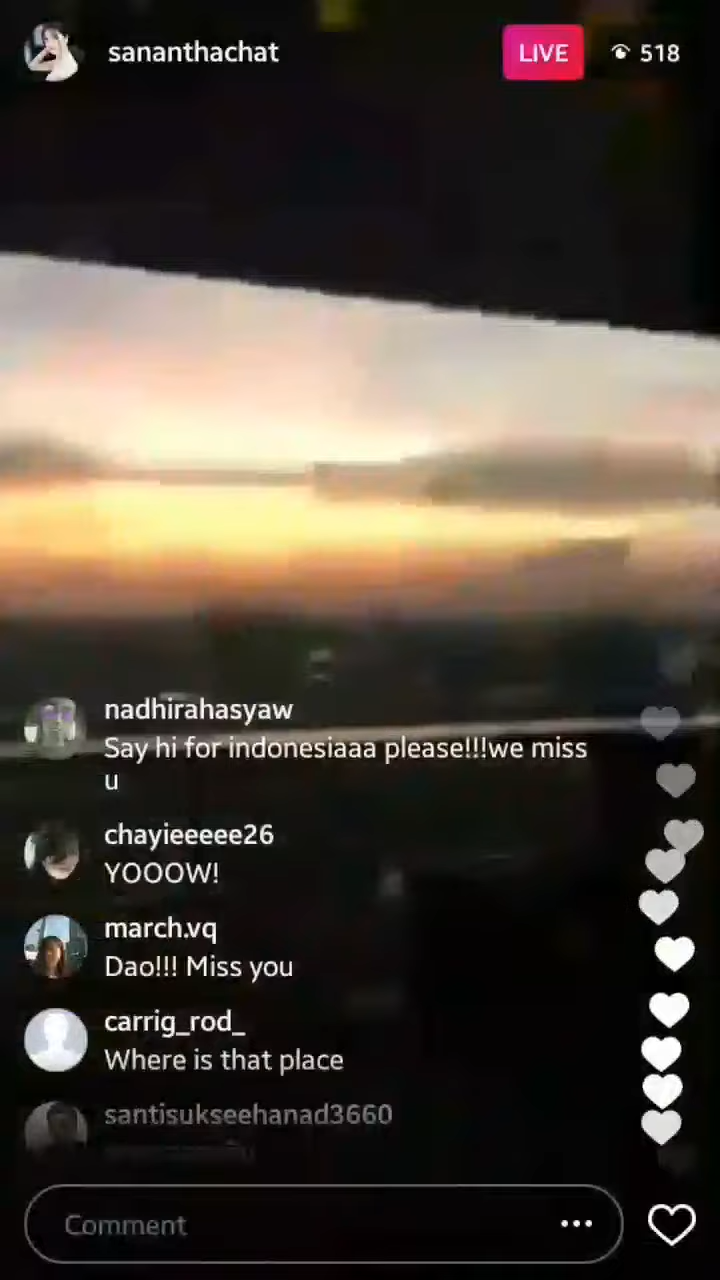 sananthachat
LIVE
518
nadhirahasyaw
Say hi for indonesiaaa please!!!we miss
u
chayieeeee26
YOOOW!
march.vq
Dao!!! Miss you
carrig_rod_
Where is that place
santisukseehanad3660
Comment